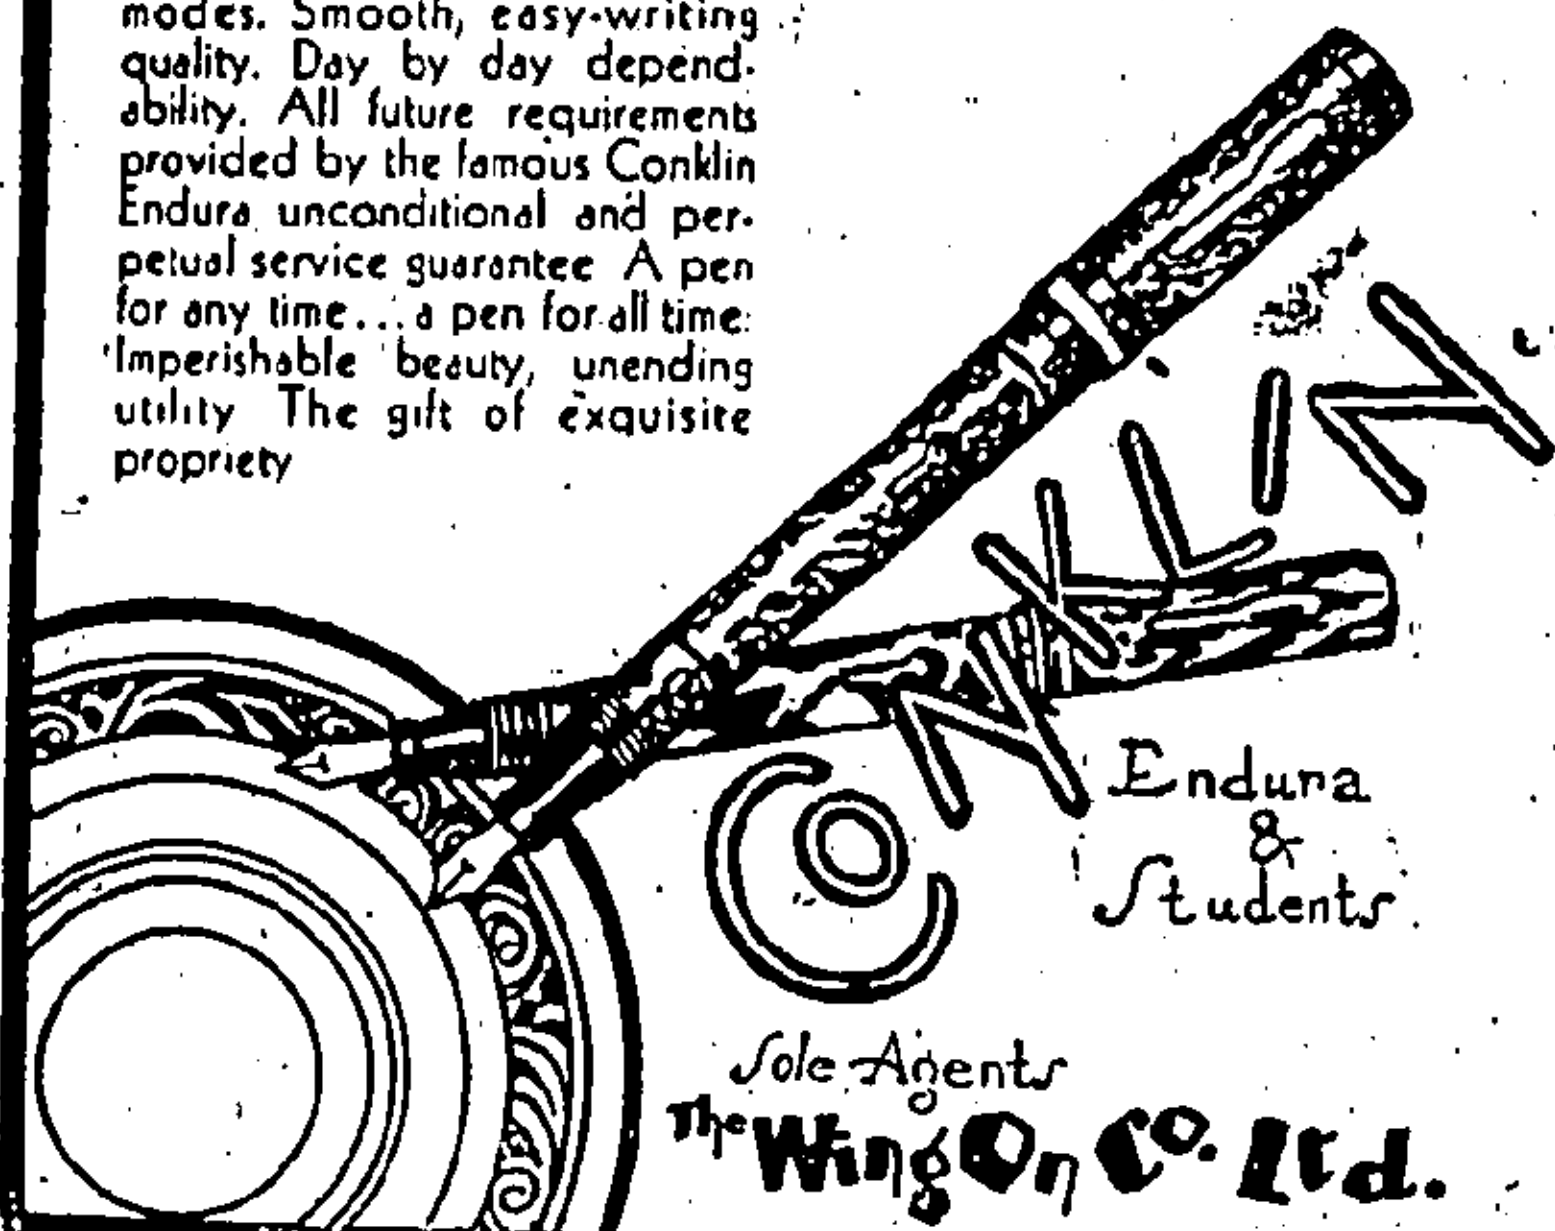 modes. Smooth, easy-writing
quality. Day by day depend-
ability. All future requirements
provided by the famous Conklin
Endura unconditional and per-
petual service guarantee A pen
for any time... a pen for all time.
Imperishable beauty, unending
utility The gift of exquisite
propriety
CONKLIN
Endura
&
Students
Sole Agents
The Wing On Co. Ltd.